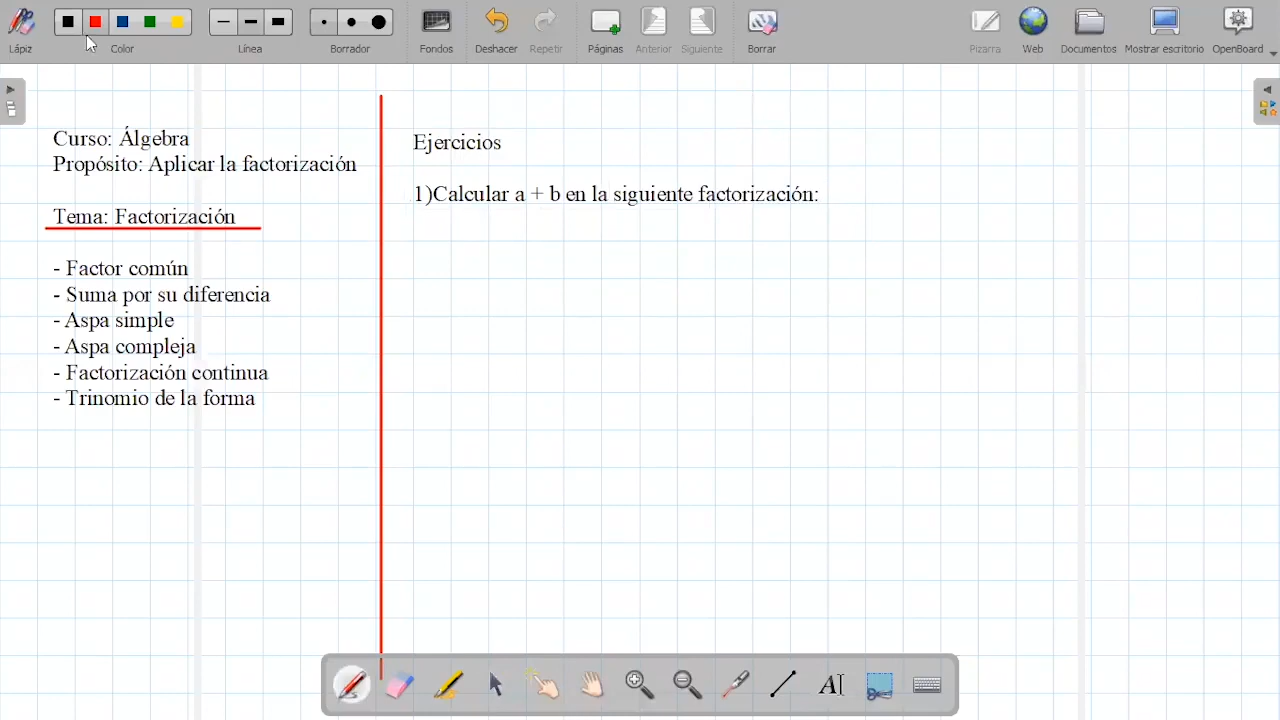 Lápiz
Color
Línea
Borrador
Fondos
Deshacer
Repetir
Páginas
Anterior
Siguiente
Borrar
Pizarra
Web
Documentos
Mostrar escritorio
OpenBoard
Curso: Álgebra
Propósito: Aplicar la factorización
Tema: Factorización
- Factor común
- Suma por su diferencia
- Aspa simple
- Aspa compleja
- Factorización continua
- Trinomio de la forma
Ejercicios
1)Calcular a + b en la siguiente factorización: